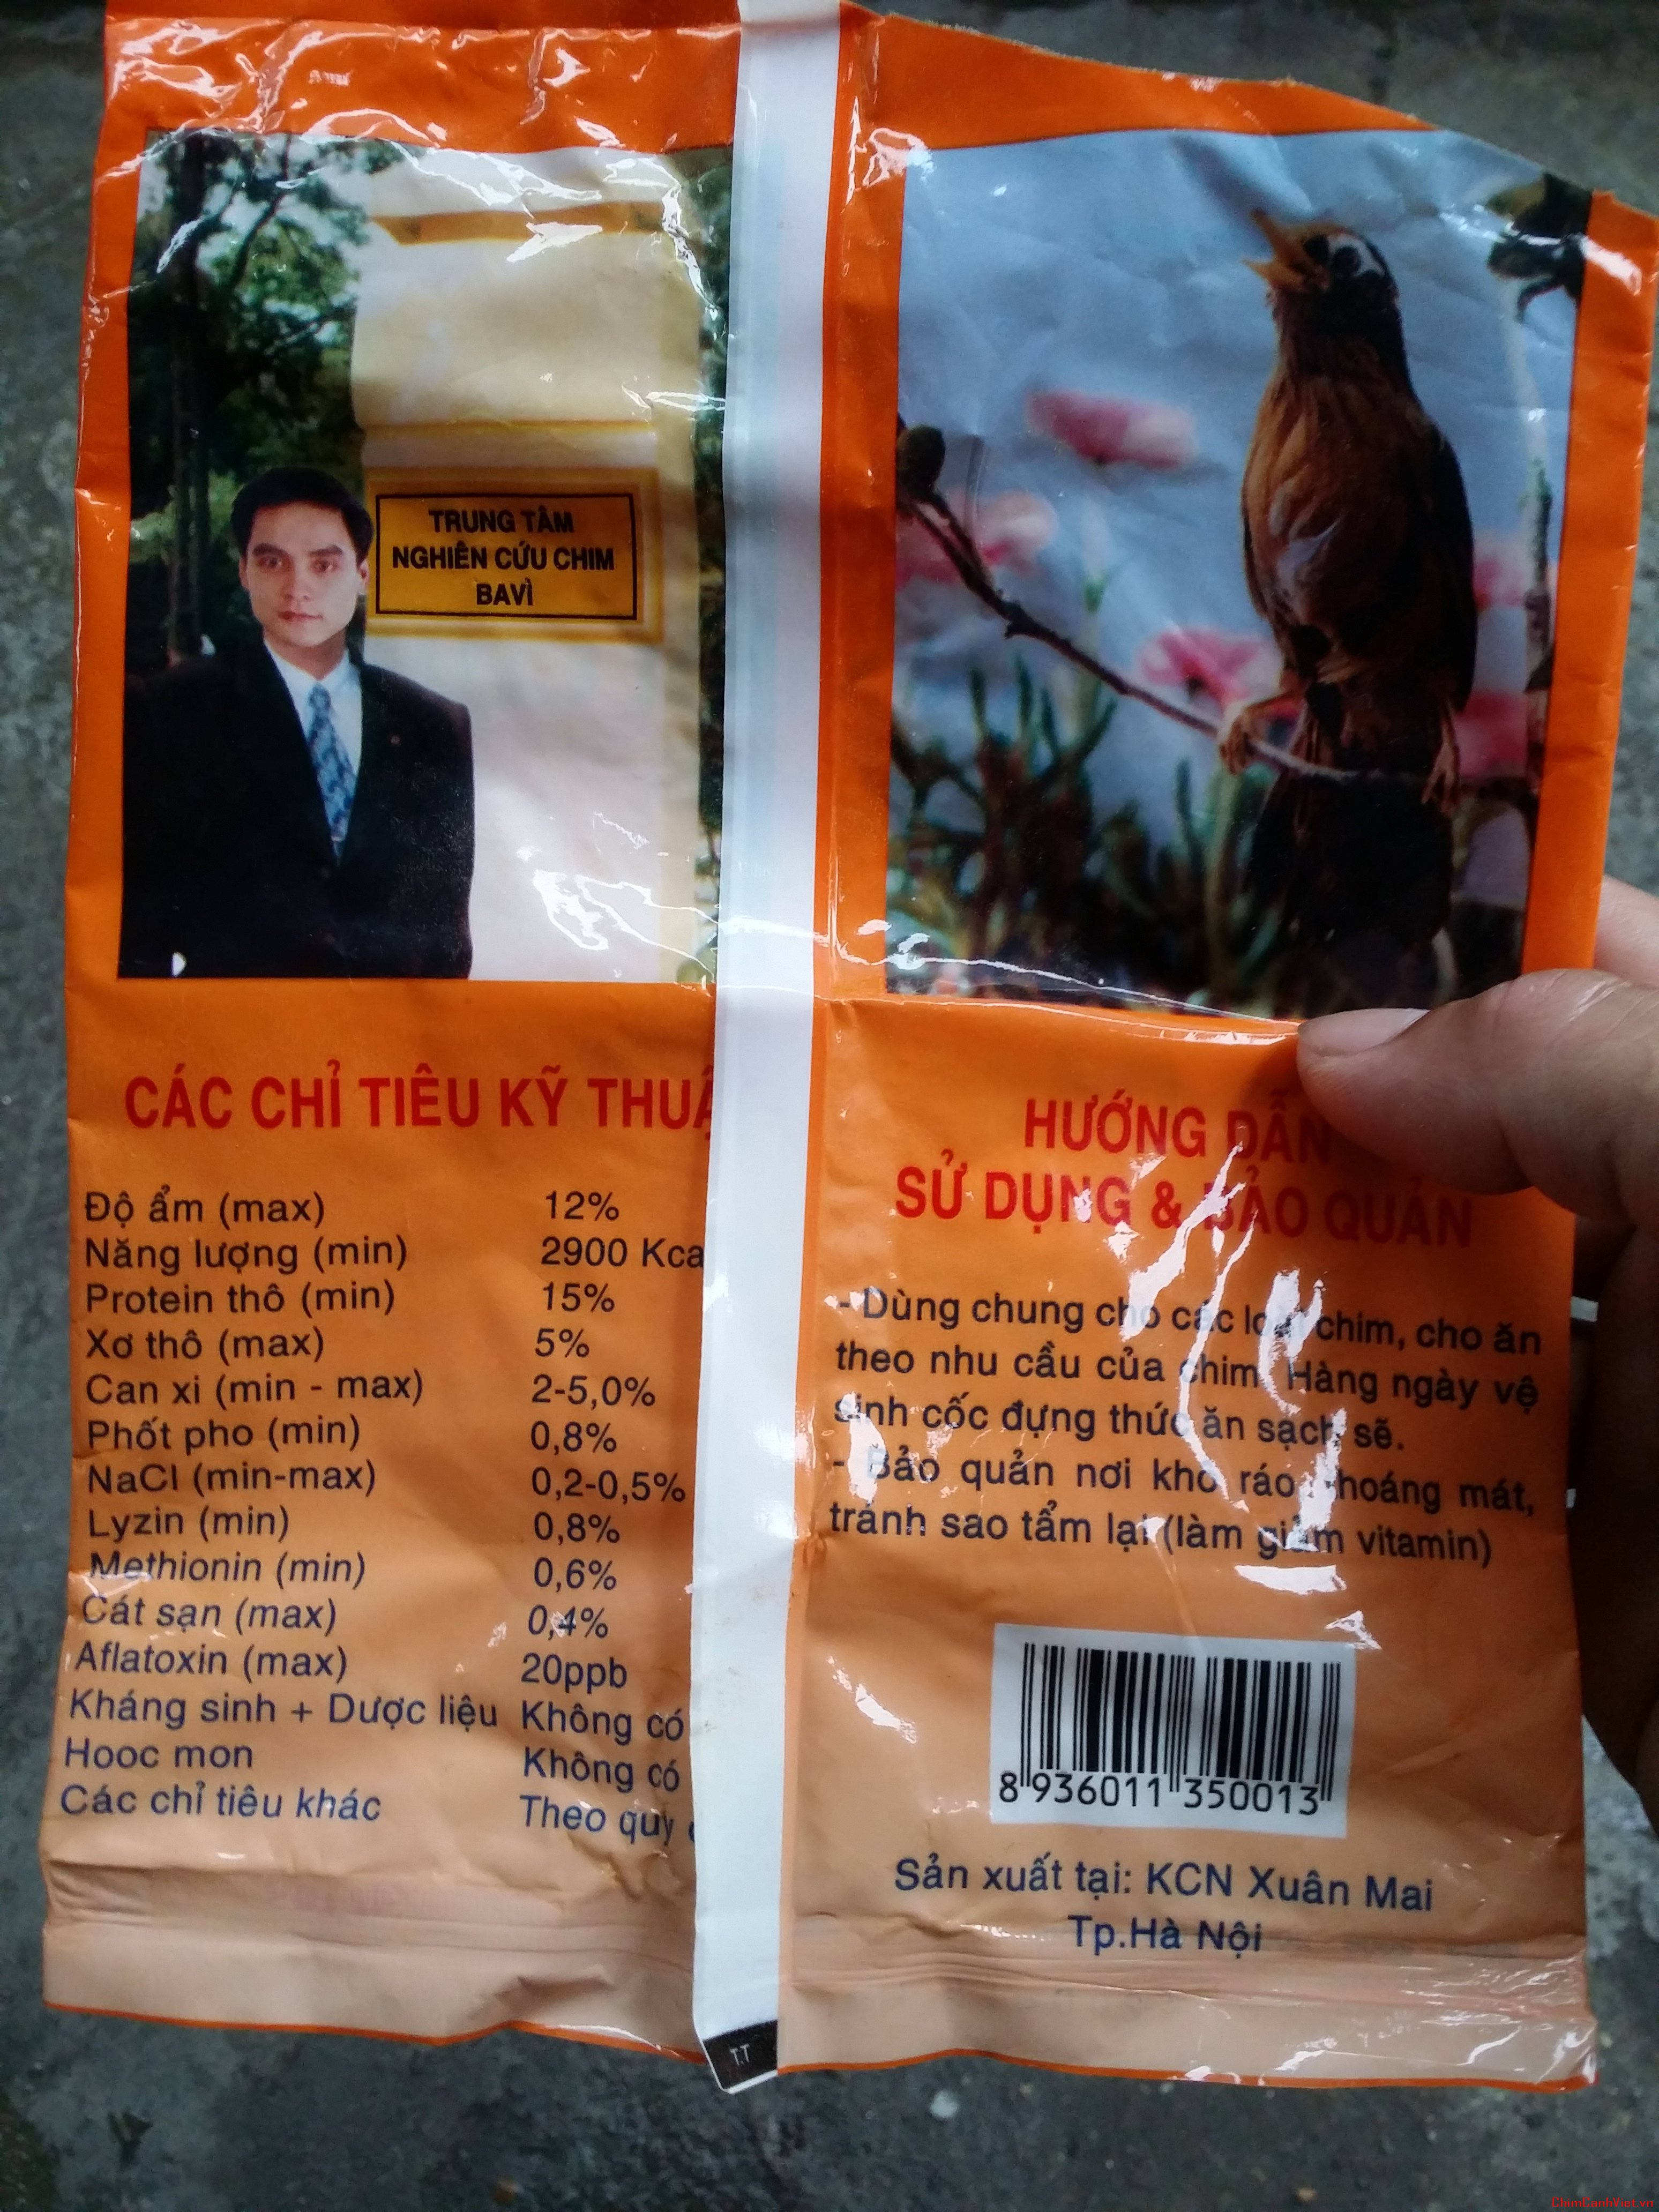 TRUNG TÂM
NGHIÊN CỨU CHIM
BAVÌ
CÁC CHỈ TIÊU KỸ THUẬ
Độ ẩm (max) 12%
Năng lượng (min) 2900 Kca
Protein thô (min) 15%
Xơ thô (max) 5%
Can xi (min - max) 2-5,0%
Phốt pho (min) 0,8%
NaCl (min-max) 0,2-0,5%
Lyzin (min) 0,8%
Methionin (min) 0,6%
Cát sạn (max) 0,4%
Aflatoxin (max) 20ppb
Kháng sinh + Dược liệu Không có
Hooc mon Không có
Các chỉ tiêu khác Theo quy
HƯỚNG DẪN
SỬ DỤNG & BẢO QUẢN
- Dùng chung cho các loại chim, cho ăn
theo nhu cầu của chim. Hàng ngày vệ
sinh cốc đựng thức ăn sạch sẽ.
- Bảo quản nơi khô ráo thoáng mát,
tránh sao tẩm lại (làm giảm vitamin)
8 936011 350013
Sản xuất tại: KCN Xuân Mai
Tp.Hà Nội
T.T
ChimCanhViet.vn